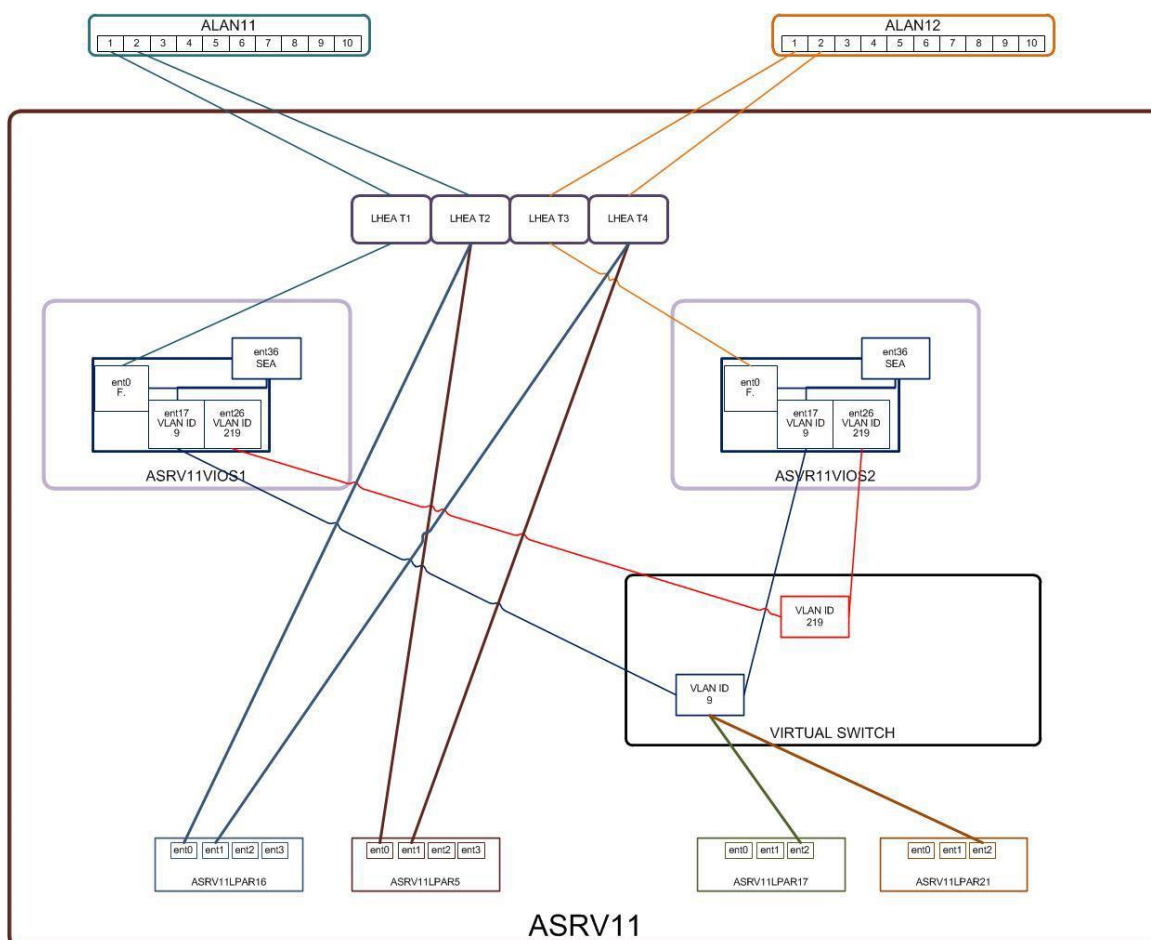 ALAN11
1 2 3 4 5 6 7 8 9 10
ALAN12
1 2 3 4 5 6 7 8 9 10
LHEA T1
LHEA T2
LHEA T3
LHEA T4
ent36
SEA
ent0
F.
ent17
VLAN ID
9
ent26
VLAN ID
219
ASRV11VIOS1
ent36
SEA
ent0
F.
ent17
VLAN ID
9
ent26
VLAN ID
219
ASVR11VIOS2
VLAN ID
219
VLAN ID
9
VIRTUAL SWITCH
ent0 ent1 ent2 ent3
ASRV11LPAR16
ent0 ent1 ent2 ent3
ASRV11LPAR5
ent0 ent1 ent2
ASRV11LPAR17
ent0 ent1 ent2
ASRV11LPAR21
ASRV11